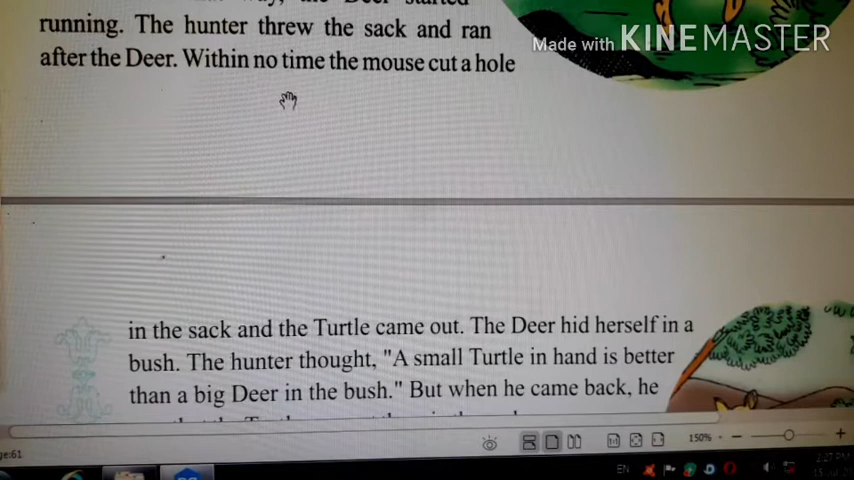 running. The hunter threw the sack and ran
after the Deer. Within no time the mouse cut a hole
Made with KINEMASTER
in the sack and the Turtle came out. The Deer hid herself in a
bush. The hunter thought, "A small Turtle in hand is better
than a big Deer in the bush." But when he came back, he
150%
EN
2:27 PM